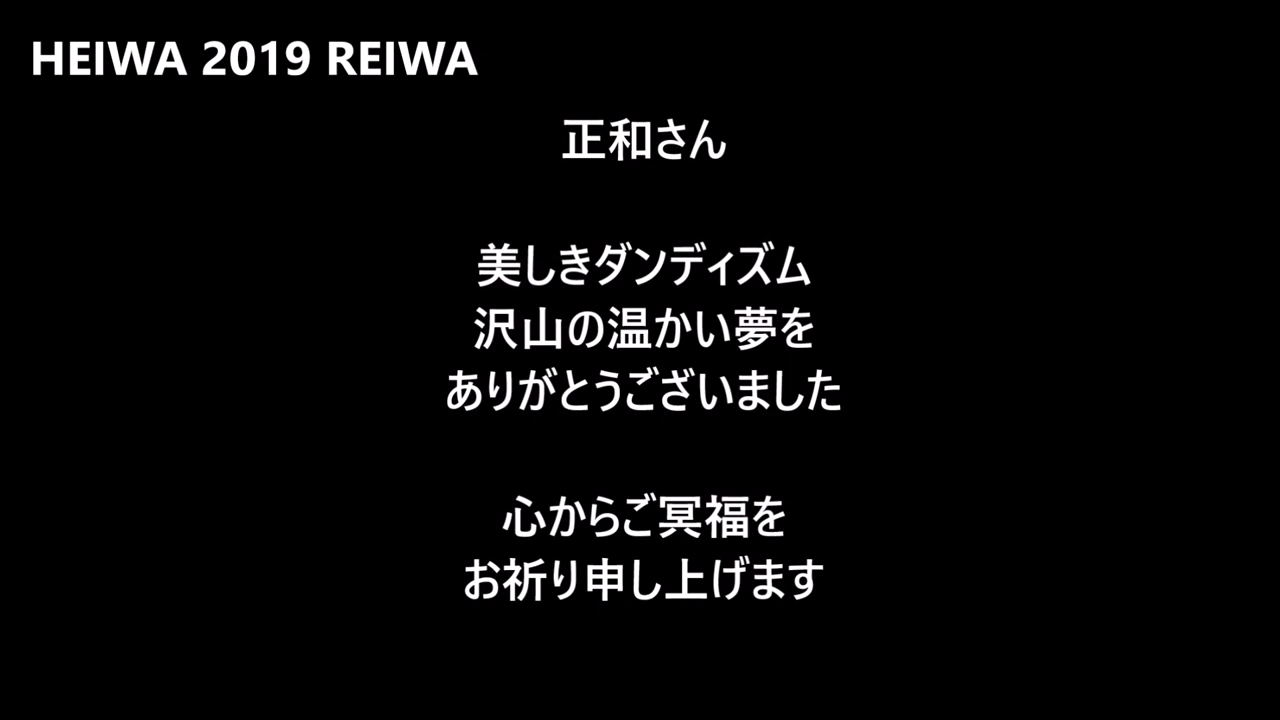 HEIWA 2019 REIWA
正和さん
美しきダンディズム
沢山の温かい夢を
ありがとうございました
心からご冥福を
お祈り申し上げます